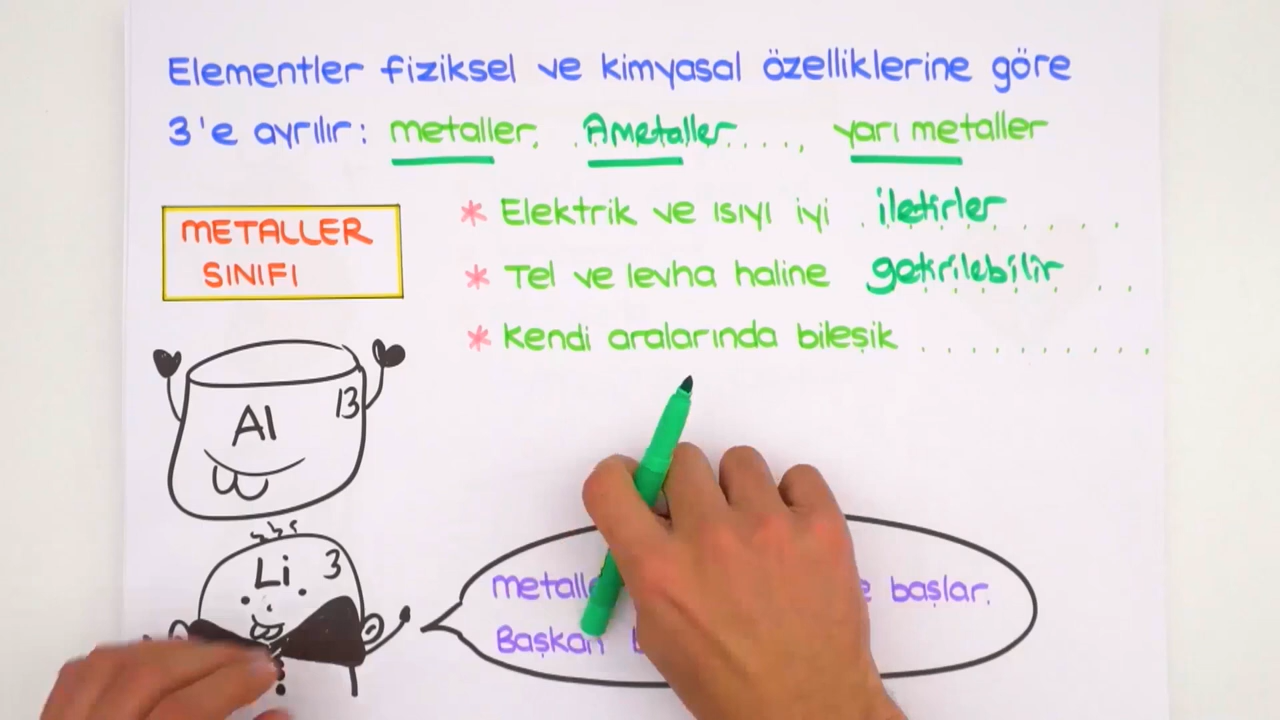 Elementler fiziksel ve kimyasal özelliklerine göre
3'e ayrılır: metaller, Ametaller...., yarı metaller
METALLER
SINIFI
* Elektrik ve ısıyı iyi iletirler
* Tel ve levha haline getirilebilir
* Kendi aralarında bileşik ............
Al 13
Li 3
başlar.
Başkan